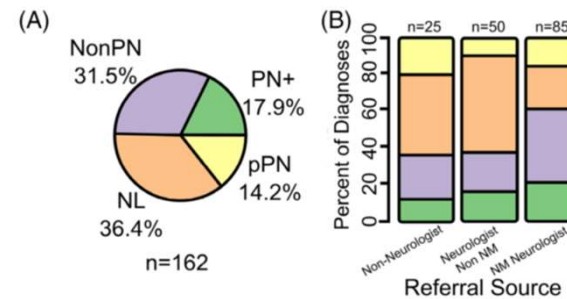 (A)
NonPN
31.5%
PN+
17.9%
pPN
14.2%
NL
36.4%
n=162
(B)
n=25 n=50 n=85
Percent of Diagnoses
100
80
60
40
20
0
Non-Neurologist
Neurologist
Non NM
NM Neurologist
Referral Source